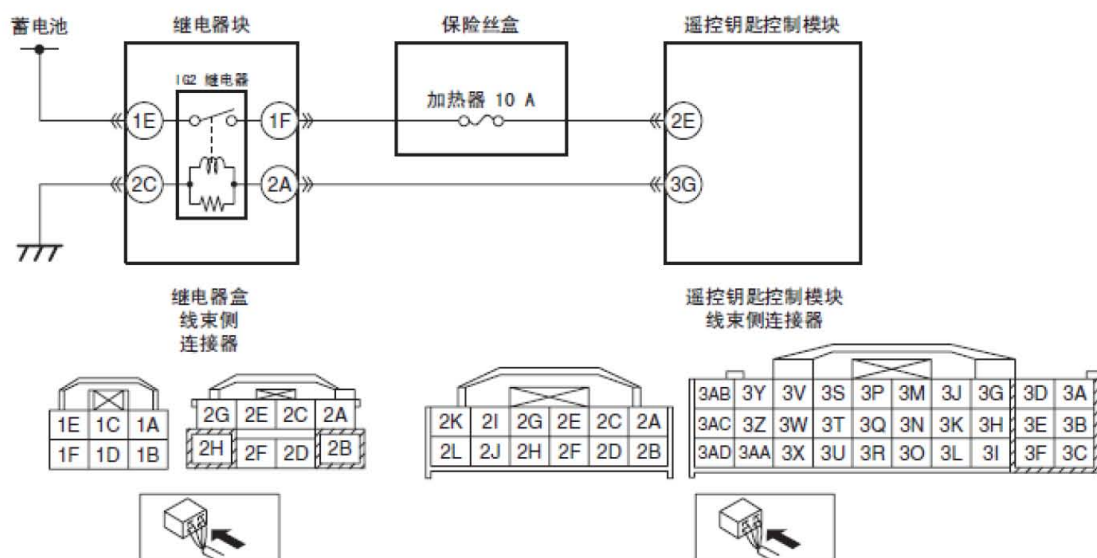 蓄电池
继电器块
保险丝盒
遥控钥匙控制模块
IG2 继电器
加热器 10 A
1E
1F
2E
2C
2A
3G
继电器盒
线束侧
连接器
遥控钥匙控制模块
线束侧连接器
1E 1C 1A
1F 1D 1B
2G 2E 2C 2A
2H 2F 2D 2B
2K 2I 2G 2E 2C 2A
2L 2J 2H 2F 2D 2B
3AB 3Y 3V 3S 3P 3M 3J 3G 3D 3A
3AC 3Z 3W 3T 3Q 3N 3K 3H 3E 3B
3AD 3AA 3X 3U 3R 3O 3L 3I 3F 3C